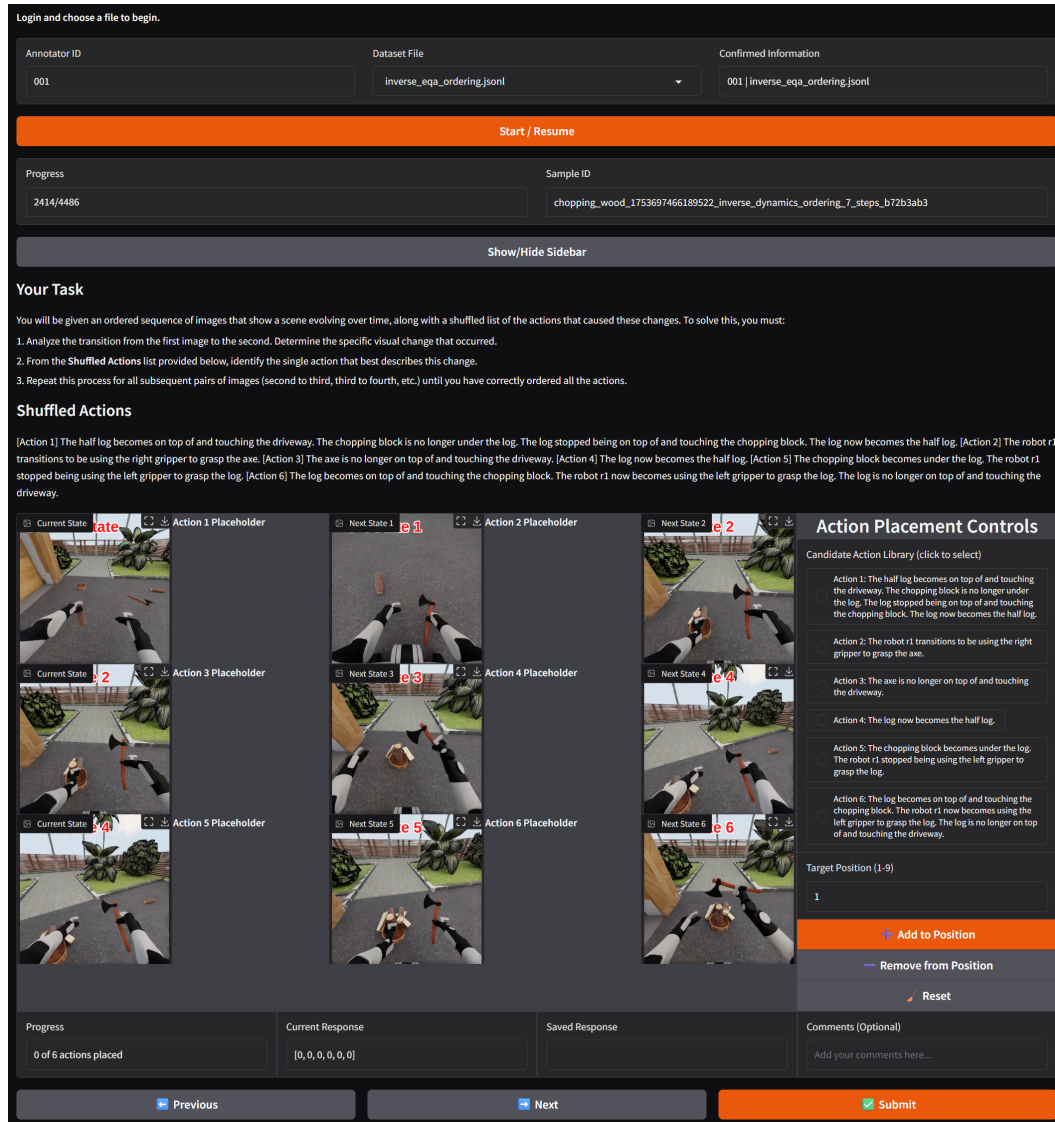 Login and choose a file to begin.
Annotator ID
Dataset File
Confirmed Information
001
inverse_eqa_ordering.jsonl
001 | inverse_eqa_ordering.jsonl
Start / Resume
Progress
Sample ID
2414/4486
chopping_wood_1753697466189522_inverse_dynamics_ordering_7_steps_b72b3ab3
Show/Hide Sidebar
Your Task
You will be given an ordered sequence of images that show a scene evolving over time, along with a shuffled list of the actions that caused these changes. To solve this, you must:
1. Analyze the transition from the first image to the second. Determine the specific visual change that occurred.
2. From the Shuffled Actions list provided below, identify the single action that best describes this change.
3. Repeat this process for all subsequent pairs of images (second to third, third to fourth, etc.) until you have correctly ordered all the actions.
Shuffled Actions
[Action 1] The half log becomes on top of and touching the driveway. The chopping block is no longer under the log. The log stopped being on top of and touching the chopping block. The log now becomes the half log. [Action 2] The robot r1
transitions to be using the right gripper to grasp the axe. [Action 3] The axe is no longer on top of and touching the driveway. [Action 4] The log now becomes the half log. [Action 5] The chopping block becomes under the log. The robot r1
stopped being using the left gripper to grasp the log. [Action 6] The log becomes on top of and touching the chopping block. The robot r1 now becomes using the left gripper to grasp the log. The log is no longer on top of and touching the
driveway.
Current State
tate
Action 1 Placeholder
Next State 1
e 1
Action 2 Placeholder
Next State 2
e 2
Current State
2
Action 3 Placeholder
Next State 3
e 3
Action 4 Placeholder
Next State 4
e 4
Current State
4
Action 5 Placeholder
Next State 5
e 5
Action 6 Placeholder
Next State 6
e 6
Action Placement Controls
Candidate Action Library (click to select)
Action 1: The half log becomes on top of and touching
the driveway. The chopping block is no longer under
the log. The log stopped being on top of and touching
the chopping block. The log now becomes the half log.
Action 2: The robot r1 transitions to be using the right
gripper to grasp the axe.
Action 3: The axe is no longer on top of and touching
the driveway.
Action 4: The log now becomes the half log.
Action 5: The chopping block becomes under the log.
The robot r1 stopped being using the left gripper to
grasp the log.
Action 6: The log becomes on top of and touching the
chopping block. The robot r1 now becomes using the
left gripper to grasp the log. The log is no longer on top
of and touching the driveway.
Target Position (1-9)
1
Add to Position
Remove from Position
Reset
Progress
Current Response
Saved Response
Comments (Optional)
0 of 6 actions placed
[0, 0, 0, 0, 0, 0]
Add your comments here...
Previous
Next
Submit